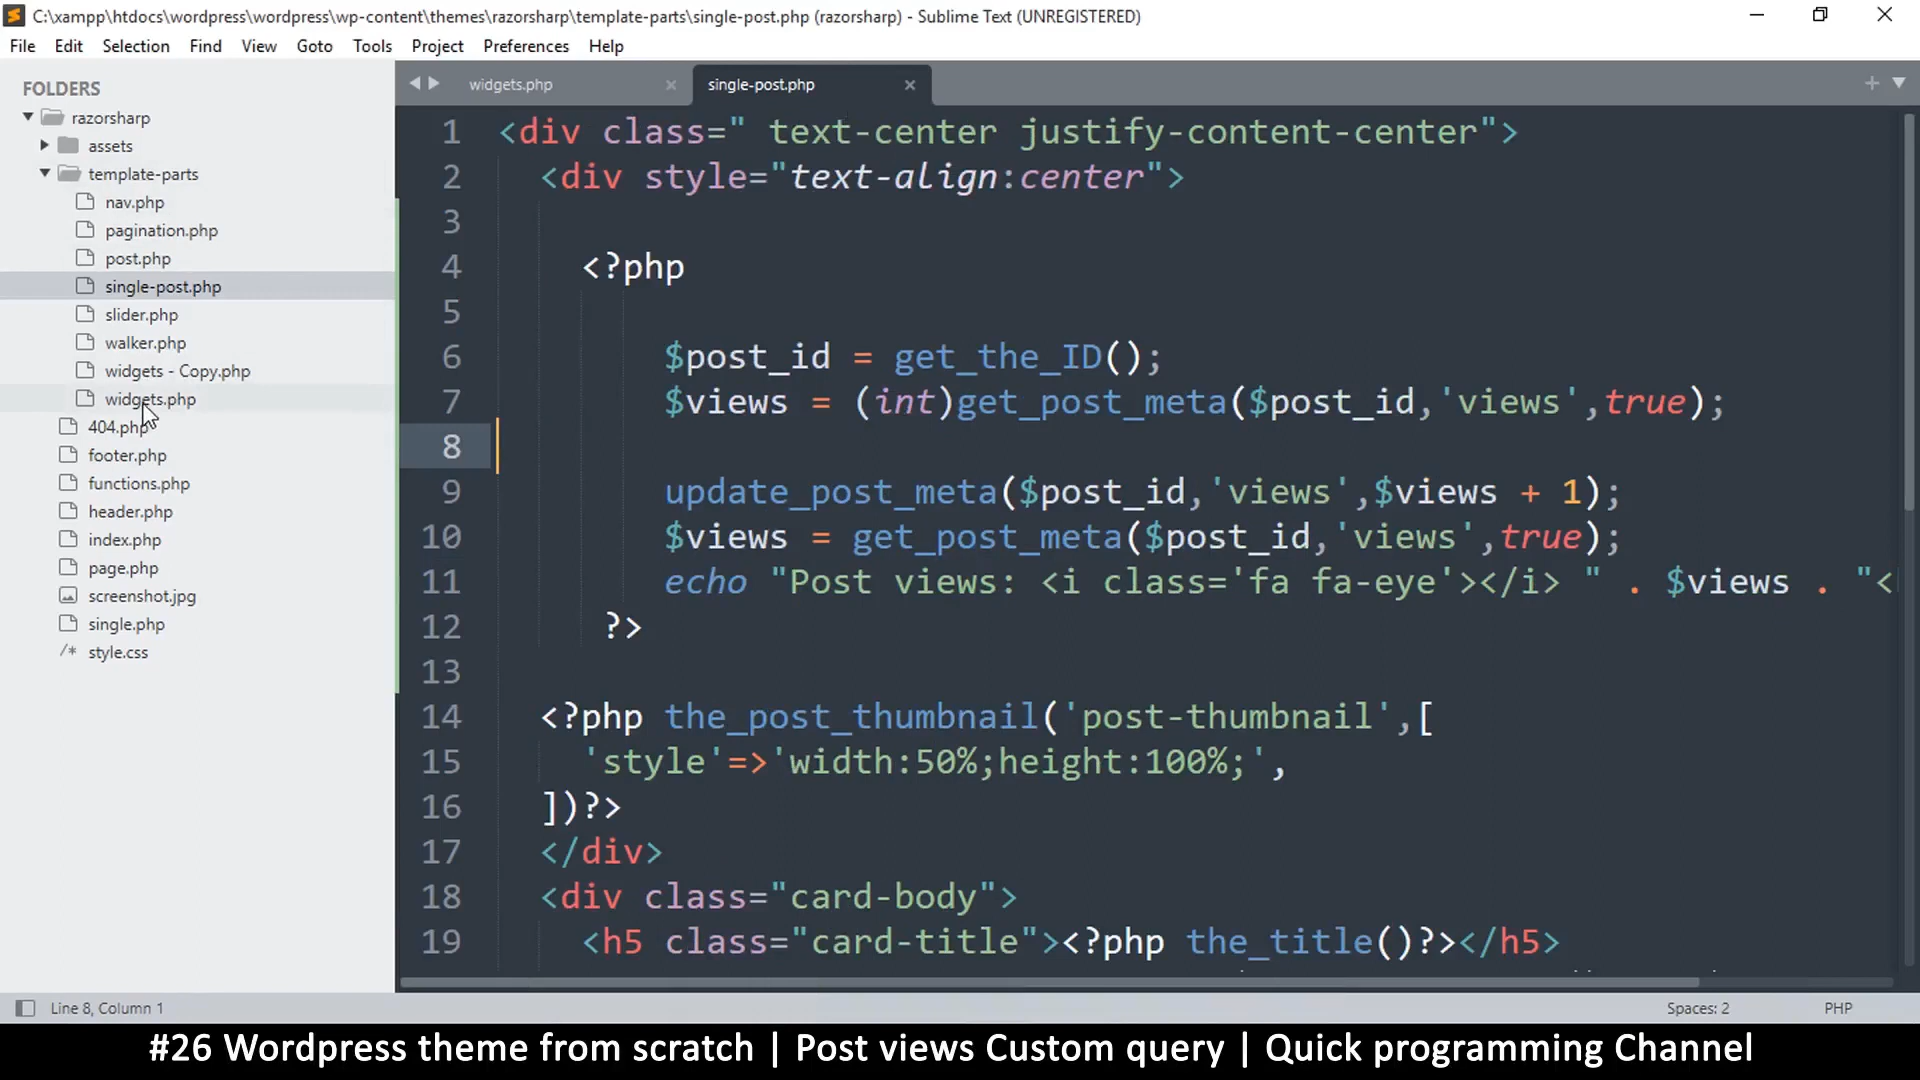 C:\xampp\htdocs\wordpress\wordpress\wp-content\themes\razorsharp\template-parts\single-post.php (razorsharp) - Sublime Text (UNREGISTERED)
File Edit Selection Find View Goto Tools Project Preferences Help
FOLDERS
razorsharp
assets
template-parts
nav.php
pagination.php
post.php
single-post.php
slider.php
walker.php
widgets - Copy.php
widgets.php
404.php
footer.php
functions.php
header.php
index.php
page.php
screenshot.jpg
single.php
/* style.css
widgets.php × single-post.php ×
1 <div class=" text-center justify-content-center">
2 <div style="text-align:center">
3
4 <?php
5
6 $post_id = get_the_ID();
7 $views = (int)get_post_meta($post_id,'views',true);
8
9 update_post_meta($post_id,'views',$views + 1);
10 $views = get_post_meta($post_id,'views',true);
11 echo "Post views: <i class='fa fa-eye'></i> " . $views . "<
12 ?>
13
14 <?php the_post_thumbnail('post-thumbnail',[
15 'style'=>'width:50%;height:100%;',
16 ])?>
17 </div>
18 <div class="card-body">
19 <h5 class="card-title"><?php the_title()?></h5>
Line 8, Column 1 Spaces: 2 PHP
#26 Wordpress theme from scratch | Post views Custom query | Quick programming Channel